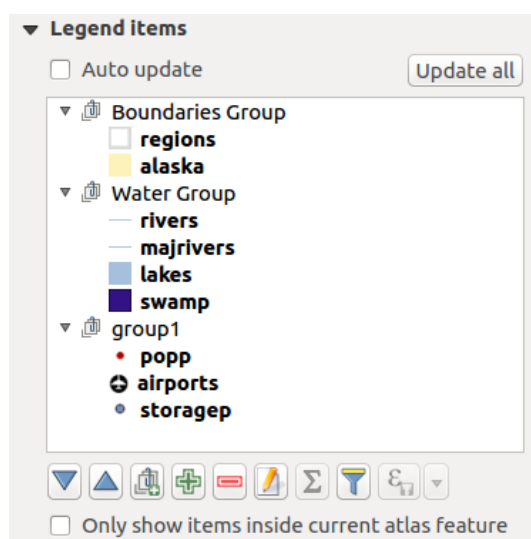 Legend items
Auto update
Update all
Boundaries Group
regions
alaska
Water Group
rivers
majrivers
lakes
swamp
group1
popp
airports
storagep
Σ
ε
Only show items inside current atlas feature